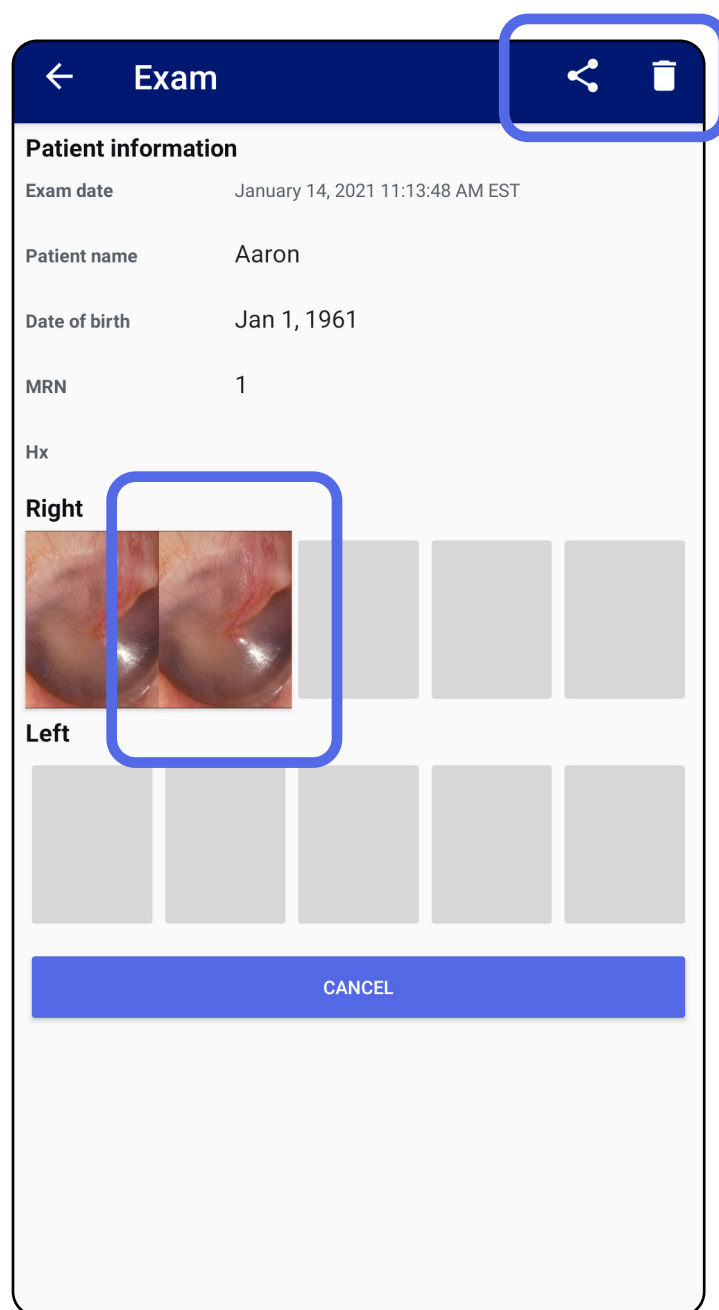 Exam
Patient information
Exam date January 14, 2021 11:13:48 AM EST
Patient name Aaron
Date of birth Jan 1, 1961
MRN 1
Hx
Right
Left
CANCEL